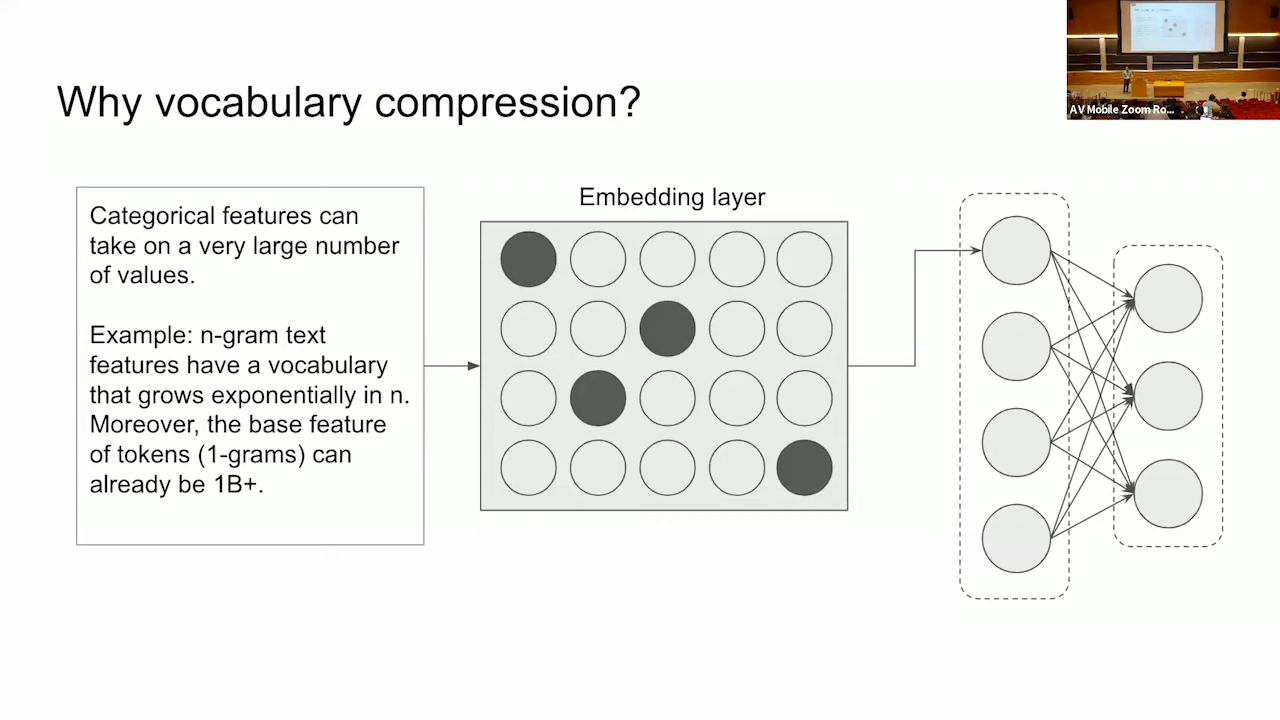 Why vocabulary compression?
AV Mobile Zoom Ro...
Categorical features can
take on a very large number
of values.
Example: n-gram text
features have a vocabulary
that grows exponentially in n.
Moreover, the base feature
of tokens (1-grams) can
already be 1B+.
Embedding layer